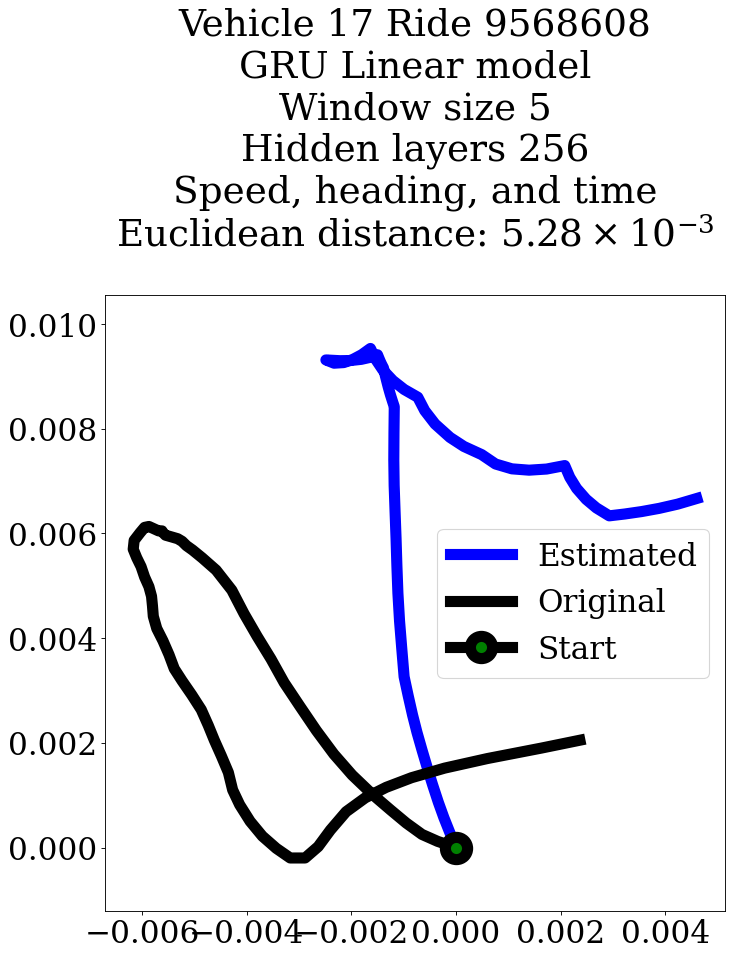 Vehicle 17 Ride 9568608
GRU Linear model
Window size 5
Hidden layers 256
Speed, heading, and time
Euclidean distance: 5.28 × 10⁻³
0.010
0.008
0.006
0.004
0.002
0.000
Estimated
Original
Start
−0.006 −0.004 −0.002 0.000 0.002 0.004